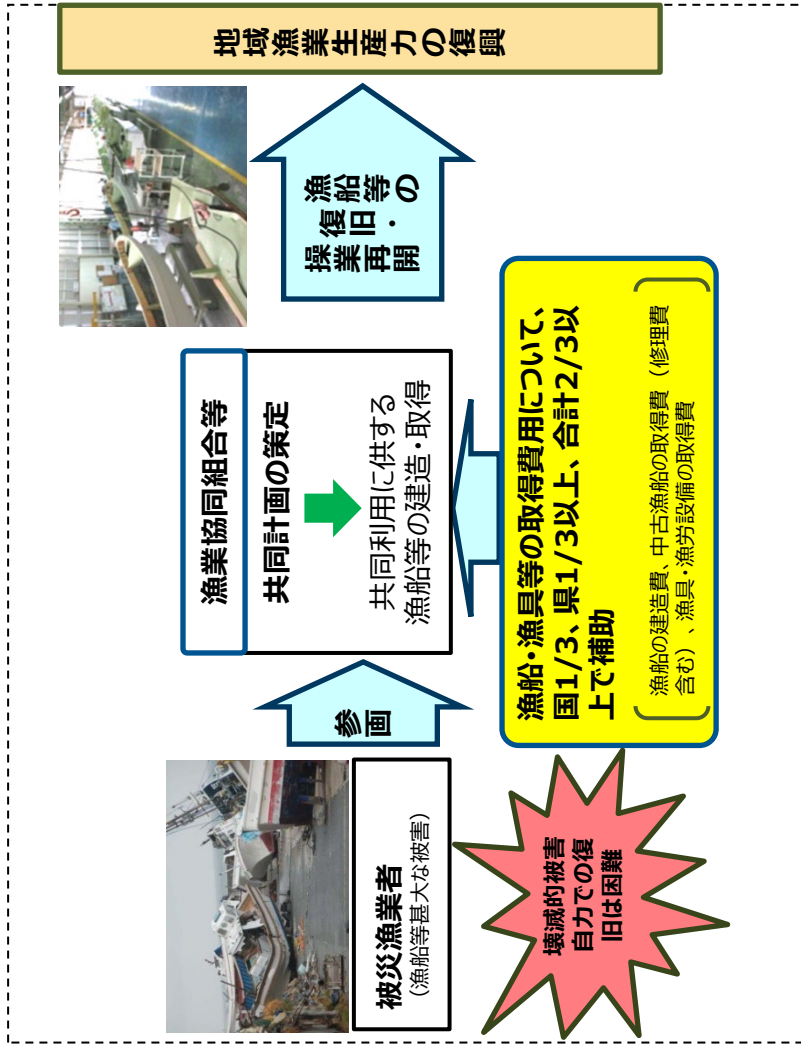 被災漁業者
(漁船等甚大な被害)
壊滅的被害
自力での復
旧は困難
参画
漁業協同組合等
共同計画の策定
共同利用に供する
漁船等の建造・取得
漁船・漁具等の取得費用について、
国1/3、県1/3以上、合計2/3以
上で補助
漁船の建造費、中古漁船の取得費(修理費
含む)、漁具・漁労設備の取得費
漁船等の
復旧・
操業再開
地域漁業生産力の復興